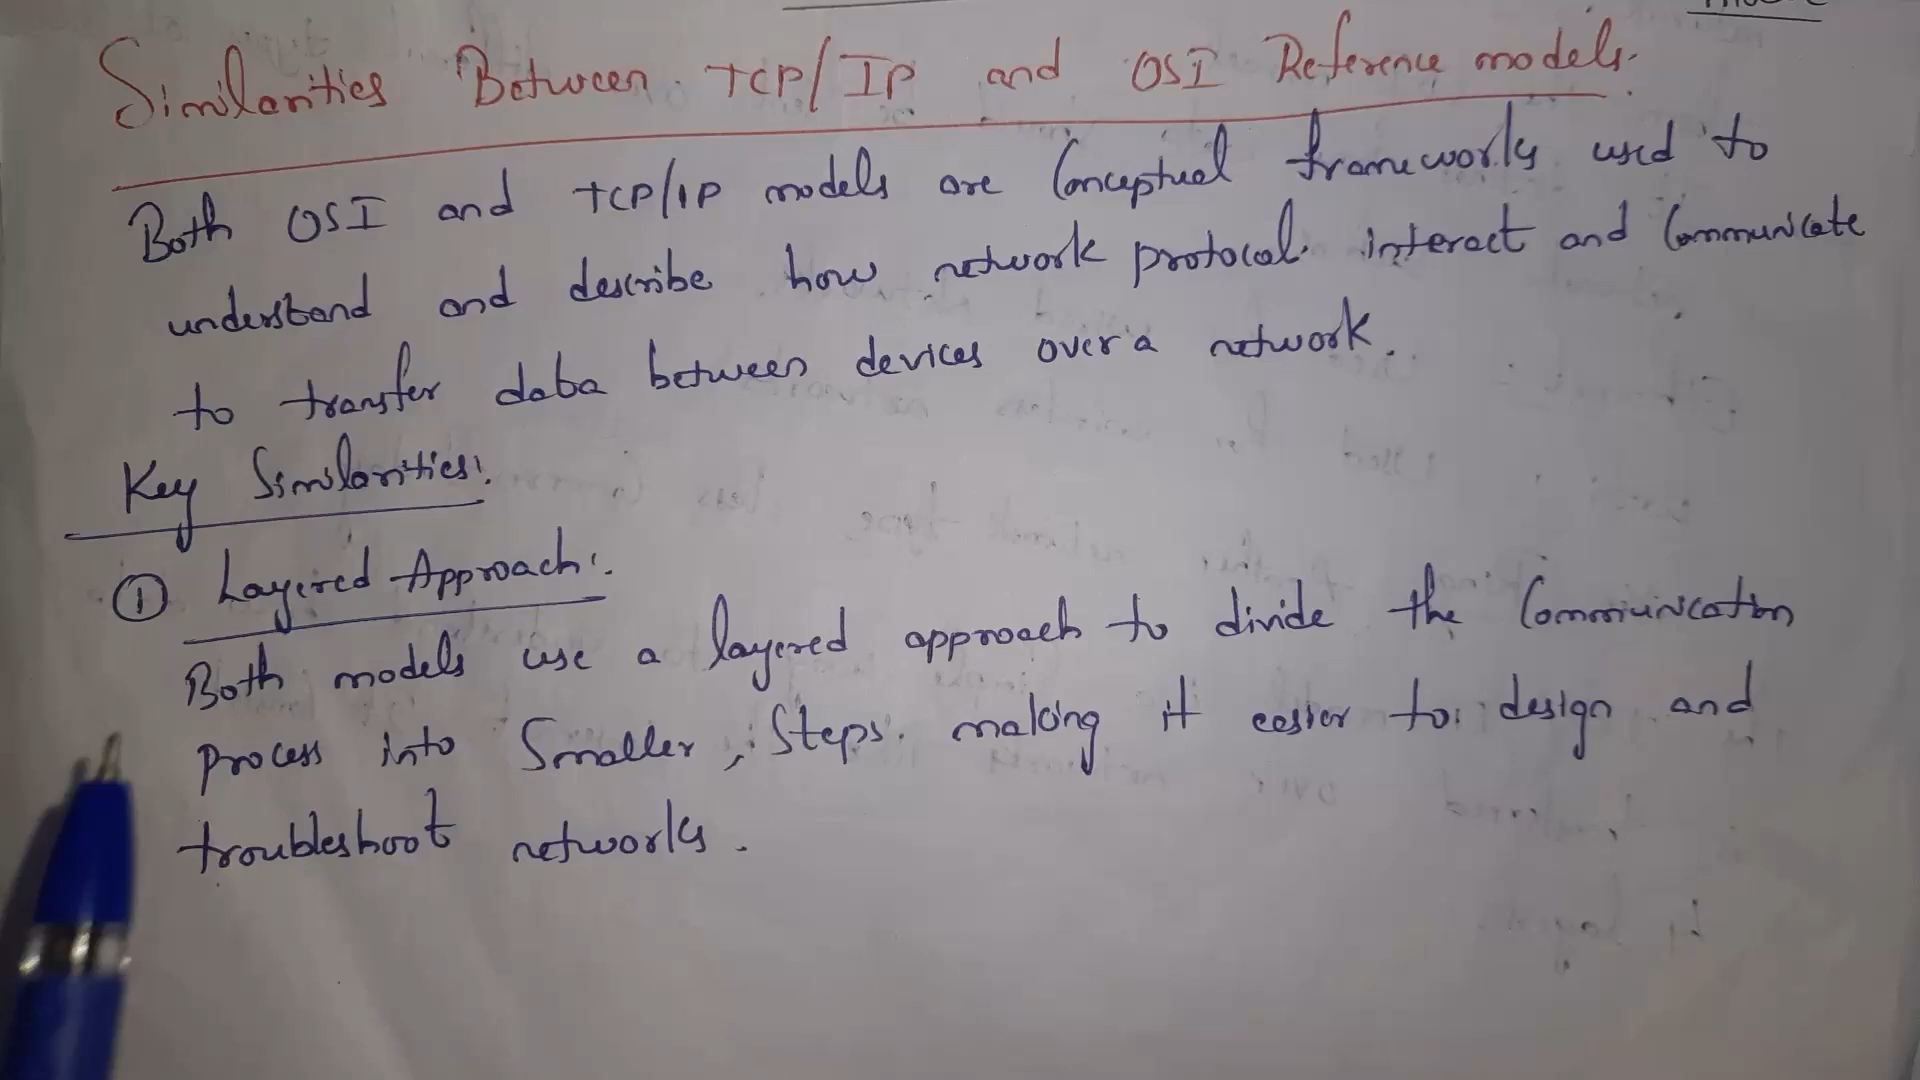 Similarities Between TCP/IP and OSI Reference models.
Both OSI and TCP/IP models are Conceptual frameworks used to
understand and describe how network protocol interact and Communicate
to transfer data between devices over a network.
Key Similarities:
① Layered Approach:
Both models use a layered approach to divide the Communication
process into Smaller, Steps. making it easier to design and
troubleshoot networks.